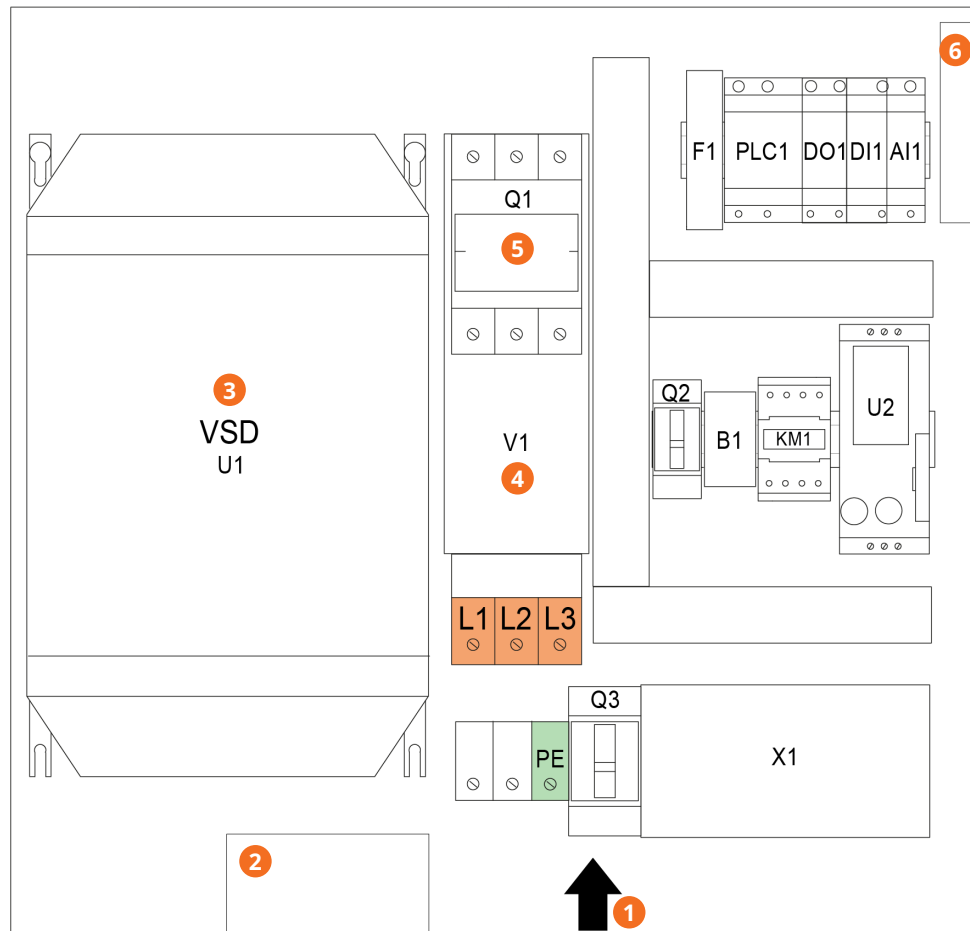 6
F1 PLC1 DO1 DI1 AI1
Q1
5
3
VSD
U1
V1
4
Q2
B1
KM1
U2
L1 L2 L3
Q3
PE
X1
2
1